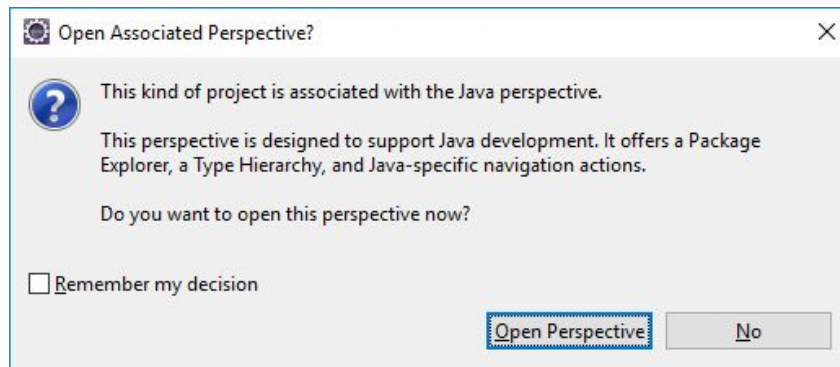 Open Associated Perspective?
This kind of project is associated with the Java perspective.
This perspective is designed to support Java development. It offers a Package
Explorer, a Type Hierarchy, and Java-specific navigation actions.
Do you want to open this perspective now?
Remember my decision
Open Perspective
No